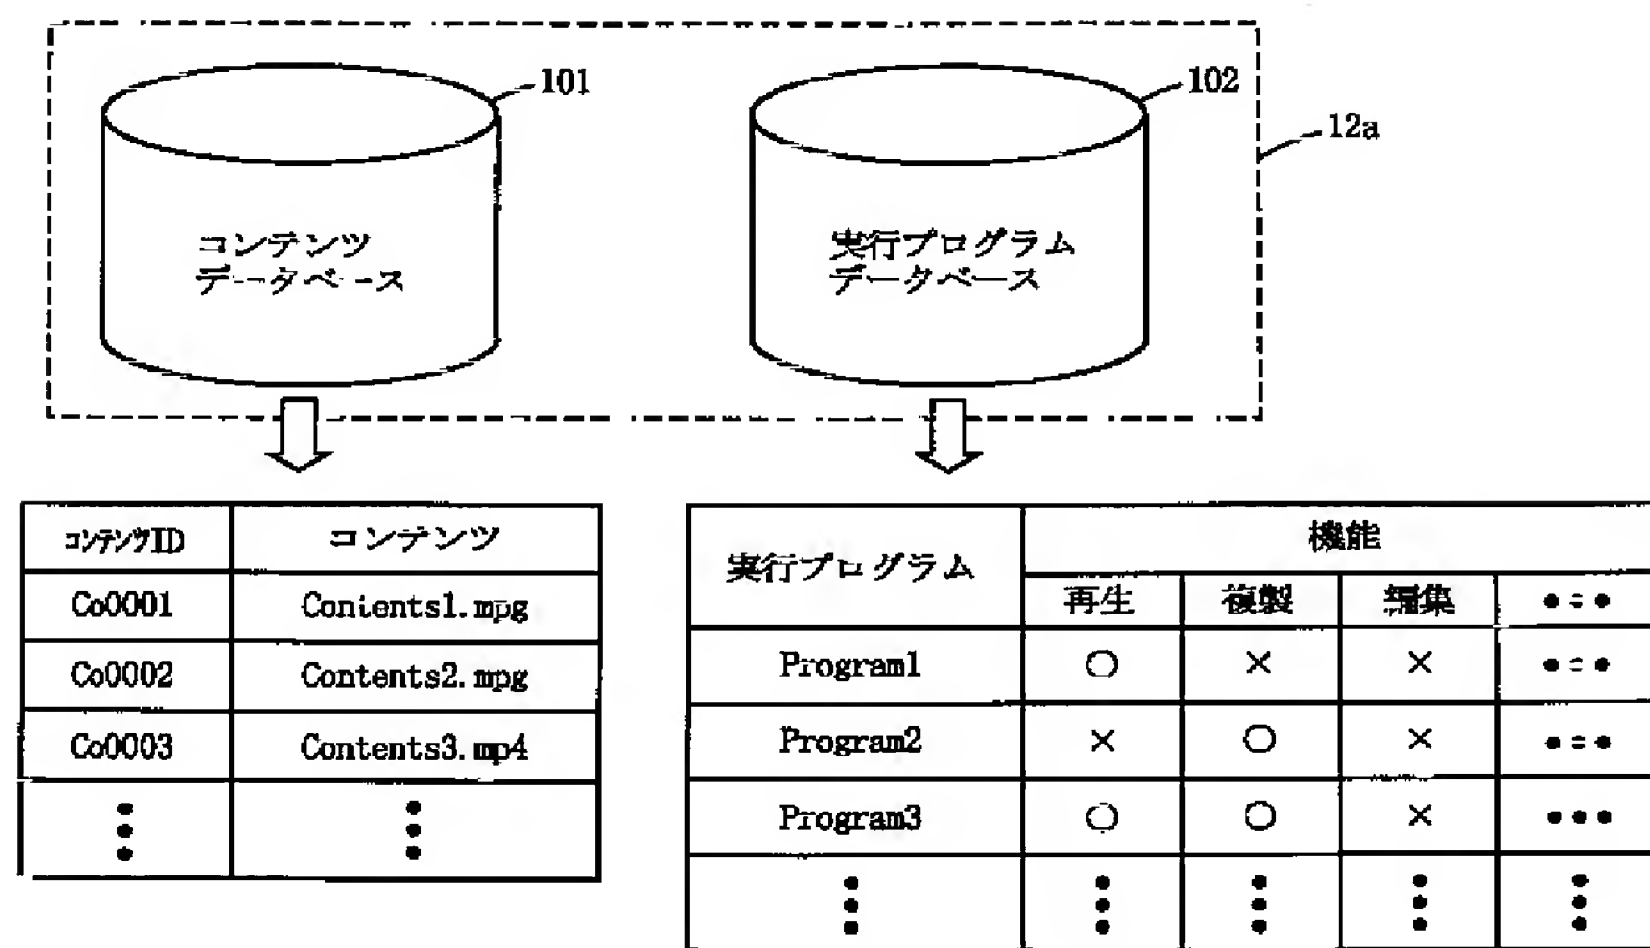 101
102
12a
コンテンツ
データベース
実行プログラム
データベース
コンテンツID コンテンツ
Co0001 Contents1.mpg
Co0002 Contents2.mpg
Co0003 Contents3.mp4
実行プログラム 機能
再生 複製 編集 •••
Program1 ○ × × •••
Program2 × ○ × •••
Program3 ○ ○ × •••